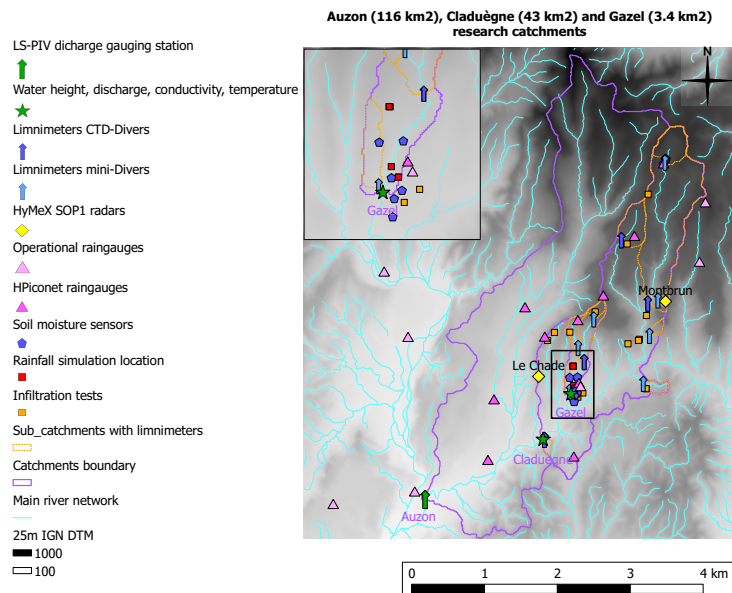 Auzon (116 km2), Claduègne (43 km2) and Gazel (3.4 km2)
research catchments
LS-PIV dicharge gauging station
Water height, discharge, conductivity, temperature
Limnimeters CTD-Divers
Limnimeters mini-Divers
HyMeX SOP1 radars
Operational raingauges
HPiconet raingauges
Soil moisture sensors
Rainfall simulation location
Infiltration tests
Sub_catchments with limnimeters
Catchments boundary
Main river network
25m IGN DTM
1000
100
N
Gazel
Montbrun
Le Chade
Gazel
Claduègne
Auzon
0 1 2 3 4 km